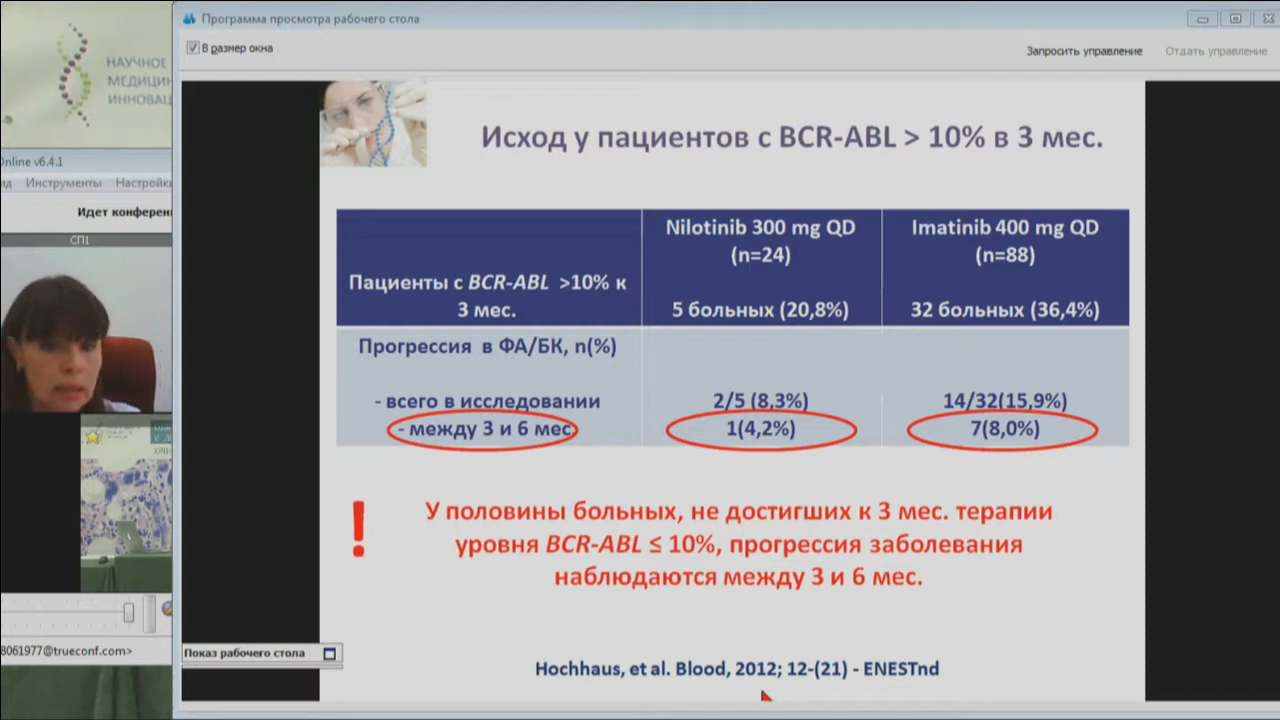 Программа просмотра рабочего стола
В размер окна
Запросить управление
Отдать управление
НАУЧНОЕ
Online v6.4.1
Инструменты
Идет
СП1
Исход у пациентов с BCR-ABL > 10% в 3 мес.
Пациенты с BCR-ABL >10% к
3 мес.
Nilotinib 300 mg QD
(n=24)
5 больных (20,8%)
Imatinib 400 mg QD
(n=88)
32 больных (36,4%)
Прогрессия в ФА/БК, n(%)
- всего в исследовании
2/5 (8,3%)
14/32(15,9%)
- между 3 и 6 мес.
1(4,2%)
7(8,0%)
!
У половины больных, не достигших к 3 мес. терапии
уровня BCR-ABL ≤ 10%, прогрессия заболевания
наблюдаются между 3 и 6 мес.
8061977@trueconf.com>
Показ рабочего стола
Hochhaus, et al. Blood, 2012; 12-(21) - ENESTnd